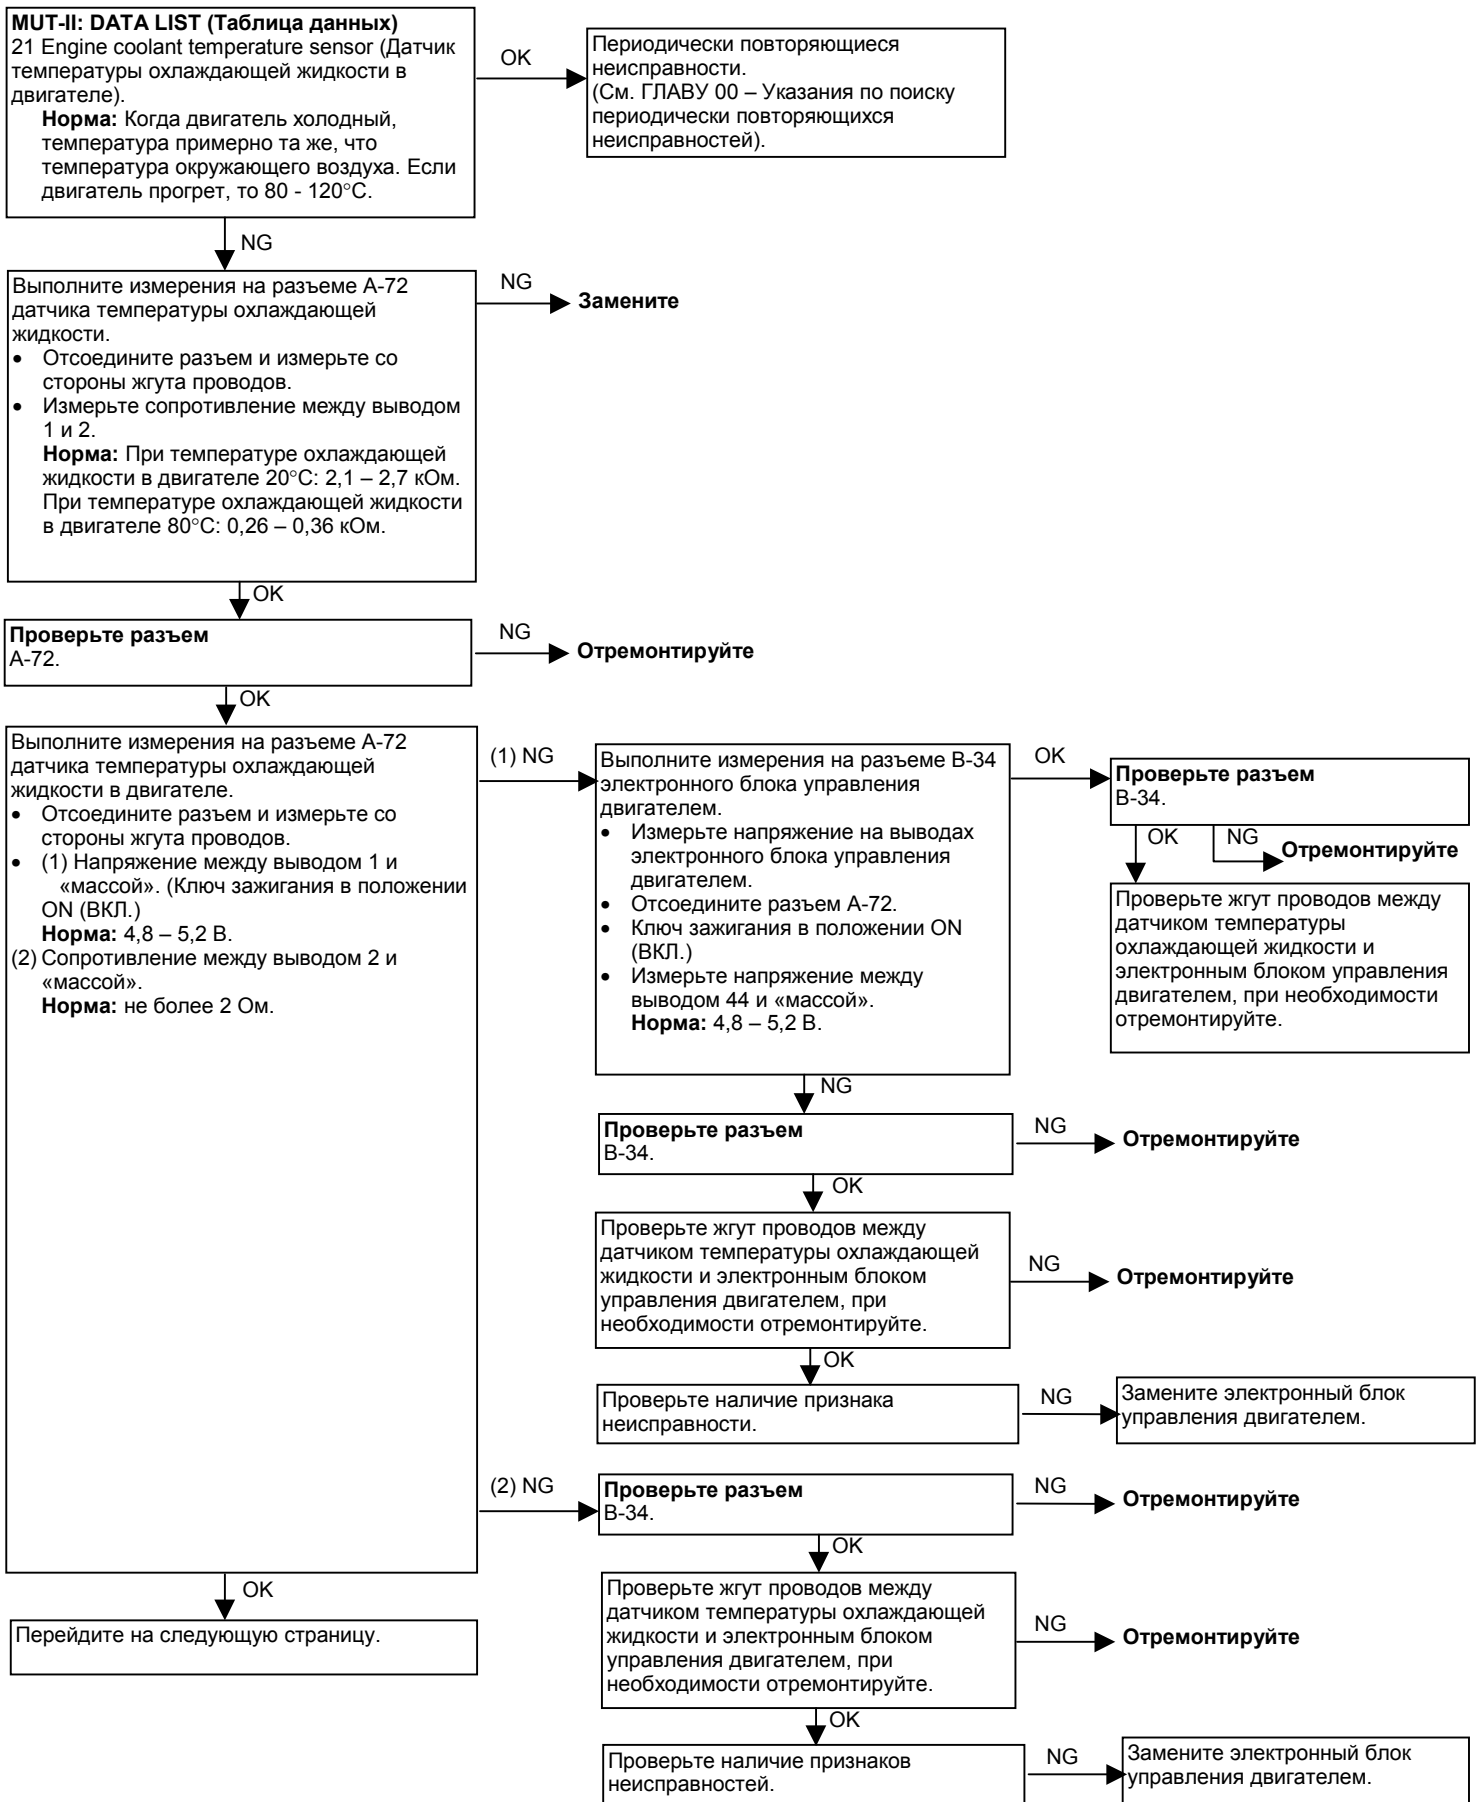 MUT-II: DATA LIST (Таблица данных)
21 Engine coolant temperature sensor (Датчик
температуры охлаждающей жидкости в
двигателе).
Норма: Когда двигатель холодный,
температура примерно та же, что
температура окружающего воздуха. Если
двигатель прогрет, то 80 - 120°C.
OK
Периодически повторяющиеся
неисправности.
(См. ГЛАВУ 00 – Указания по поиску
периодически повторяющихся
неисправностей).
NG
Выполните измерения на разъеме А-72
датчика температуры охлаждающей
жидкости.
• Отсоедините разъем и измерьте со
стороны жгута проводов.
• Измерьте сопротивление между выводом
1 и 2.
Норма: При температуре охлаждающей
жидкости в двигателе 20°С: 2,1 – 2,7 кОм.
При температуре охлаждающей жидкости
в двигателе 80°С: 0,26 – 0,36 кОм.
NG
Замените
OK
Проверьте разъем
А-72.
NG
Отремонтируйте
OK
Выполните измерения на разъеме А-72
датчика температуры охлаждающей
жидкости в двигателе.
• Отсоедините разъем и измерьте со
стороны жгута проводов.
• (1) Напряжение между выводом 1 и
«массой». (Ключ зажигания в положении
ON (ВКЛ.)
Норма: 4,8 – 5,2 В.
(2) Сопротивление между выводом 2 и
«массой».
Норма: не более 2 Ом.
(1) NG
Выполните измерения на разъеме В-34
электронного блока управления
двигателем.
• Измерьте напряжение на выводах
электронного блока управления
двигателем.
• Отсоедините разъем А-72.
• Ключ зажигания в положении ON
(ВКЛ.)
• Измерьте напряжение между
выводом 44 и «массой».
Норма: 4,8 – 5,2 В.
OK
Проверьте разъем
В-34.
OK
NG
Отремонтируйте
Проверьте жгут проводов между
датчиком температуры
охлаждающей жидкости и
электронным блоком управления
двигателем, при необходимости
отремонтируйте.
NG
Проверьте разъем
В-34.
NG
Отремонтируйте
OK
Проверьте жгут проводов между
датчиком температуры охлаждающей
жидкости и электронным блоком
управления двигателем, при
необходимости отремонтируйте.
NG
Отремонтируйте
OK
Проверьте наличие признака
неисправности.
NG
Замените электронный блок
управления двигателем.
(2) NG
Проверьте разъем
В-34.
NG
Отремонтируйте
OK
Проверьте жгут проводов между
датчиком температуры охлаждающей
жидкости и электронным блоком
управления двигателем, при
необходимости отремонтируйте.
NG
Отремонтируйте
OK
Проверьте наличие признаков
неисправностей.
NG
Замените электронный блок
управления двигателем.
OK
Перейдите на следующую страницу.